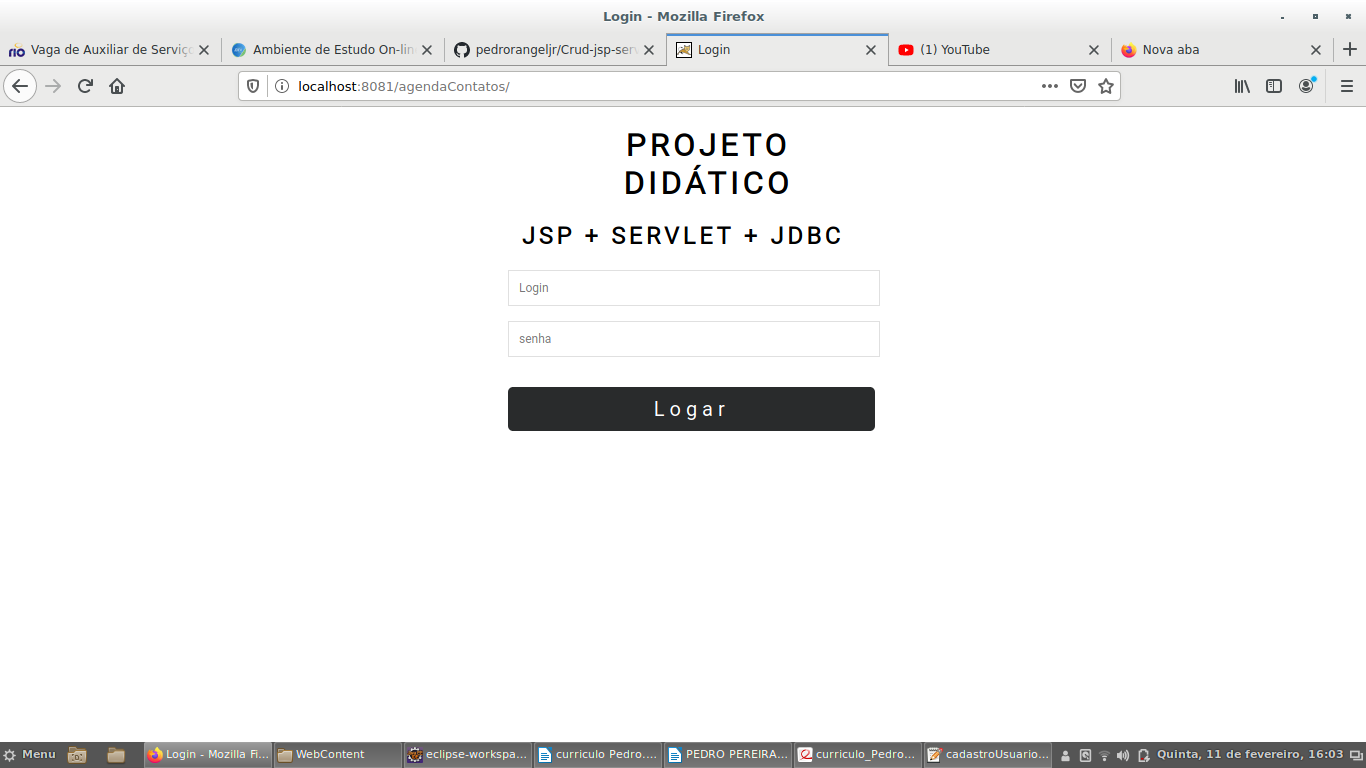 Login - Mozilla Firefox
rio Vaga de Auxiliar de Serviço
Ambiente de Estudo On-lin
pedrorangeljr/Crud-jsp-serv
Login
(1) YouTube
Nova aba
localhost:8081/agendaContatos/
PROJETO
DIDÁTICO
JSP + SERVLET + JDBC
Login
senha
Logar
Menu
Login - Mozilla Fi...
WebContent
eclipse-workspa...
curriculo Pedro....
PEDRO PEREIRA...
curriculo_Pedro...
cadastroUsuario...
Quinta, 11 de fevereiro, 16:03